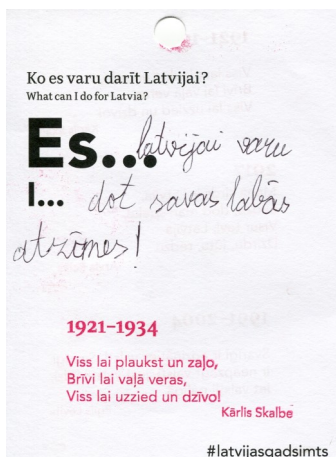 Ko es varu darīt Latvijai?
What can I do for Latvia?
Es... latvijai varu
I... dot savas labās
atzīmes!
1921–1934
Viss lai plaukst un zaļo,
Brīvi lai vaļā veras,
Viss lai uzzied un dzīvo!
Kārlis Skalbe
#latvijasgadsimts